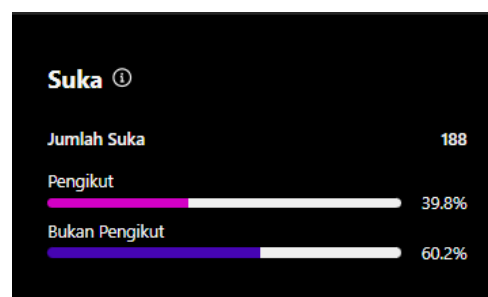 Suka
Jumlah Suka 188
Pengikut
39.8%
Bukan Pengikut
60.2%